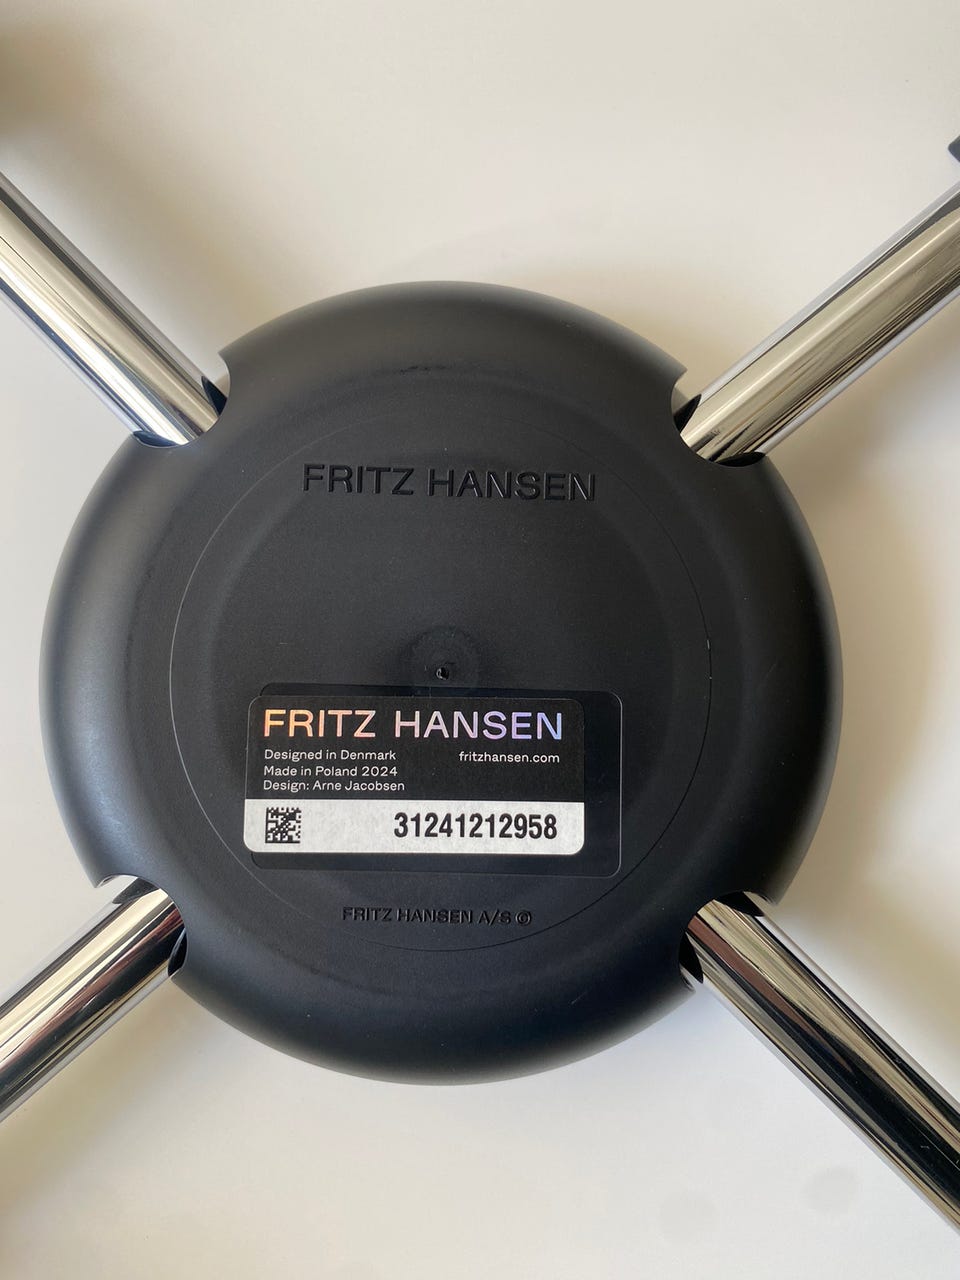 FRITZ HANSEN
FRITZ HANSEN
Designed in Denmark fritzhansen.com
Made in Poland 2024
Design: Arne Jacobsen
31241212958
FRITZ HANSEN A/S ©